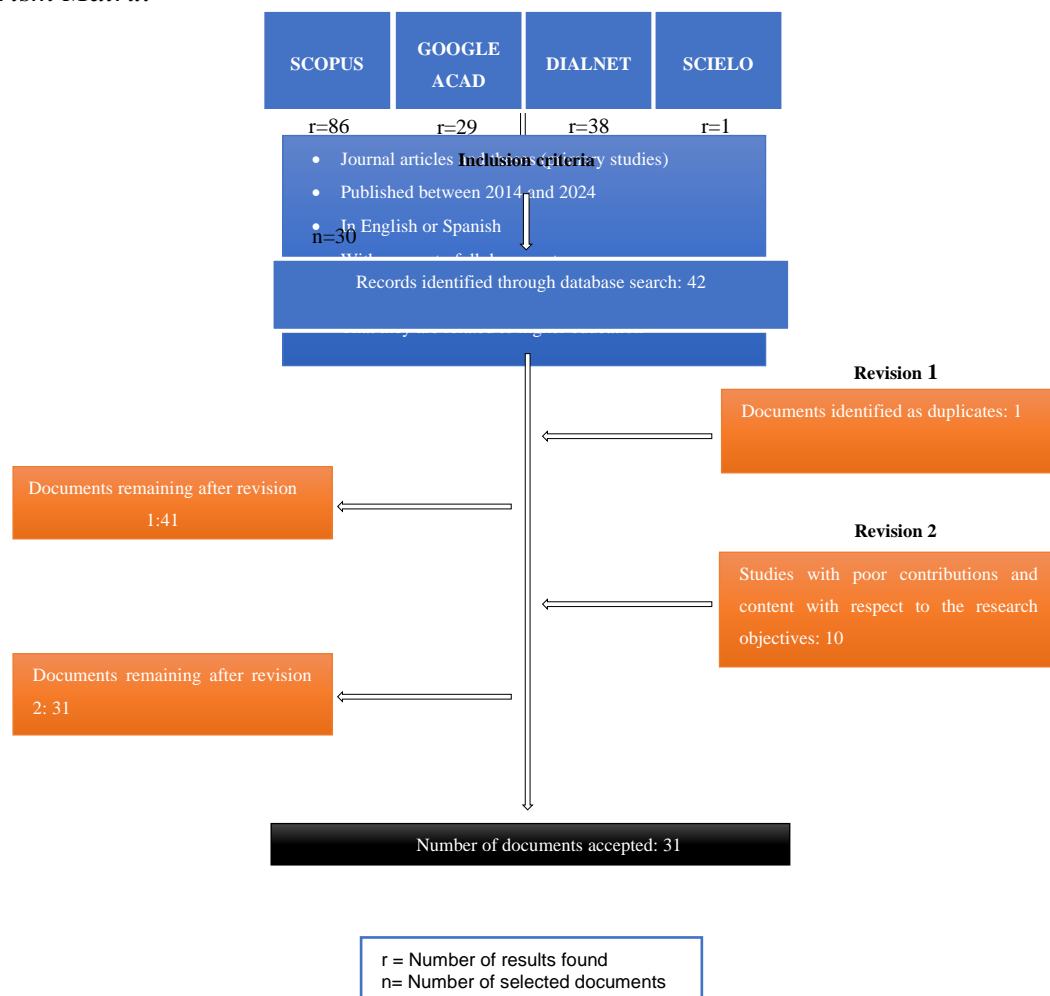 SCOPUS
GOOGLE
ACAD
DIALNET
SCIELO
r=86
r=29
r=38
r=1
Inclusion criteria
• Journal articles and theses (primary studies)
• Published between 2014 and 2024
• In English or Spanish
n=30
Records identified through database search: 42
Revision 1
Documents identified as duplicates: 1
Documents remaining after revision
1:41
Revision 2
Studies with poor contributions and
content with respect to the research
objectives: 10
Documents remaining after revision
2: 31
Number of documents accepted: 31
r = Number of results found
n= Number of selected documents